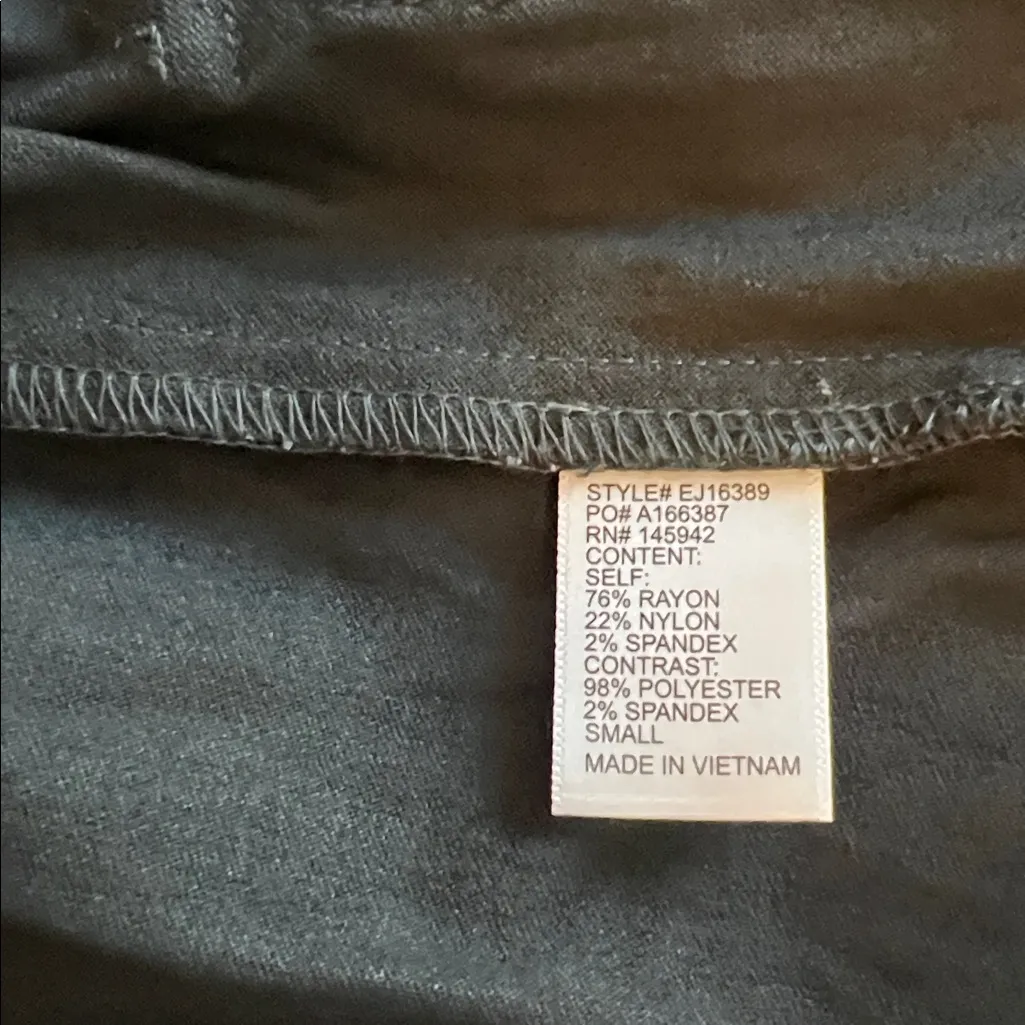 STYLE# EJ16389
PO# A166387
RN# 145942
CONTENT:
SELF:
76% RAYON
22% NYLON
2% SPANDEX
CONTRAST:
98% POLYESTER
2% SPANDEX
SMALL
MADE IN VIETNAM